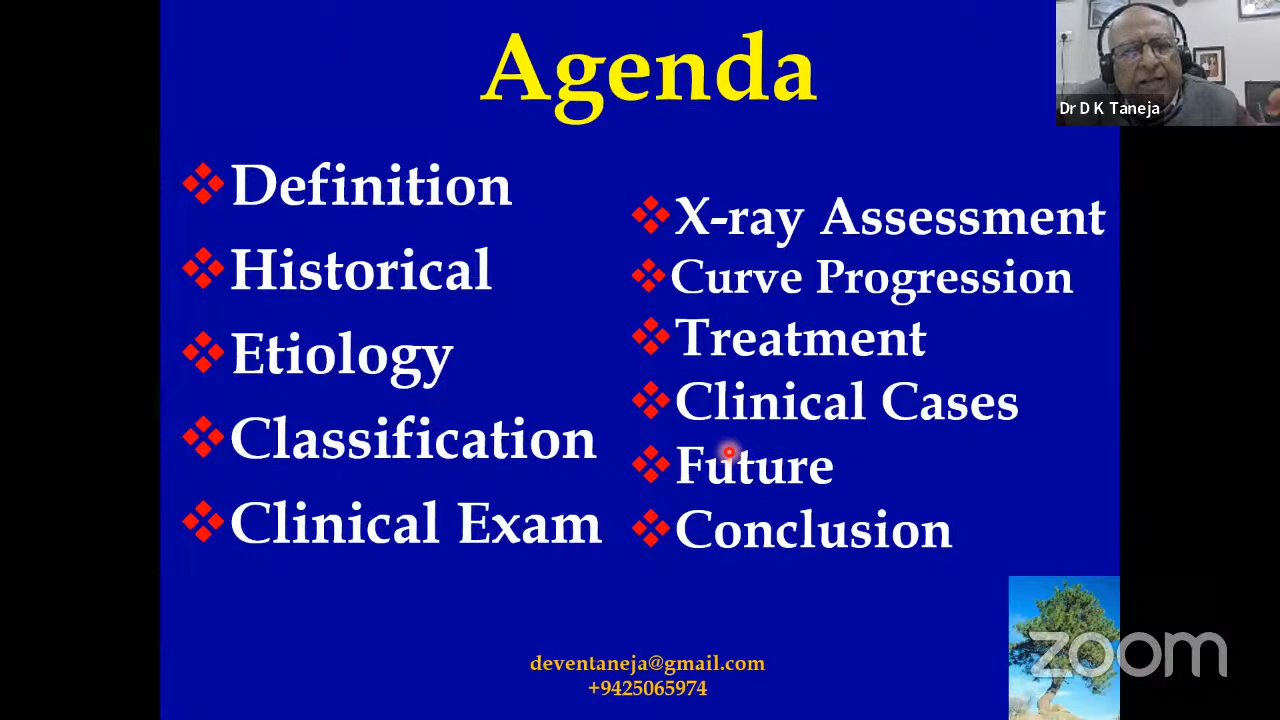 Agenda
Dr D K Taneja
Definition
Historical
Etiology
Classification
Clinical Exam
X-ray Assessment
Curve Progression
Treatment
Clinical Cases
Future
Conclusion
deventaneja@gmail.com
+9425065974
zoom